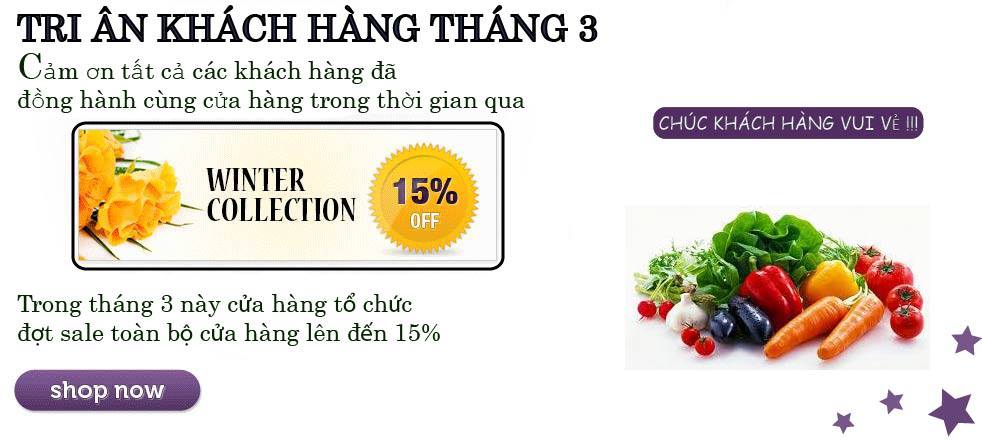 TRI ÂN KHÁCH HÀNG THÁNG 3
Cảm ơn tất cả các khách hàng đã
đồng hành cùng cửa hàng trong thời gian qua
CHÚC KHÁCH HÀNG VUI VẺ !!!
WINTER
COLLECTION
15%
OFF
Trong tháng 3 này cửa hàng tổ chức
đợt sale toàn bộ cửa hàng lên đến 15%
shop now